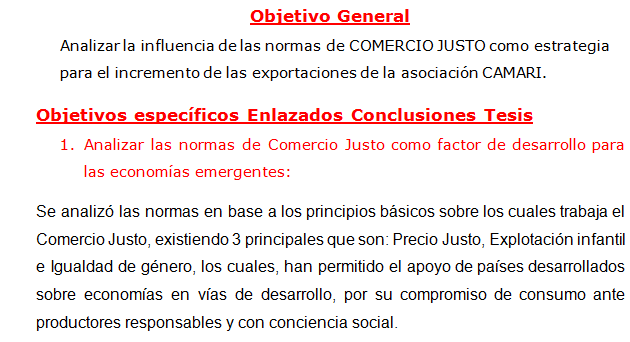 Objetivo General
Analizar la influencia de las normas de COMERCIO JUSTO como estrategia
para el incremento de las exportaciones de la asociación CAMARI.
Objetivos específicos Enlazados Conclusiones Tesis
1. Analizar las normas de Comercio Justo como factor de desarrollo para
las economías emergentes:
Se analizó las normas en base a los principios básicos sobre los cuales trabaja el
Comercio Justo, existiendo 3 principales que son: Precio Justo, Explotación infantil
e Igualdad de género, los cuales, han permitido el apoyo de países desarrollados
sobre economías en vías de desarrollo, por su compromiso de consumo ante
productores responsables y con conciencia social.